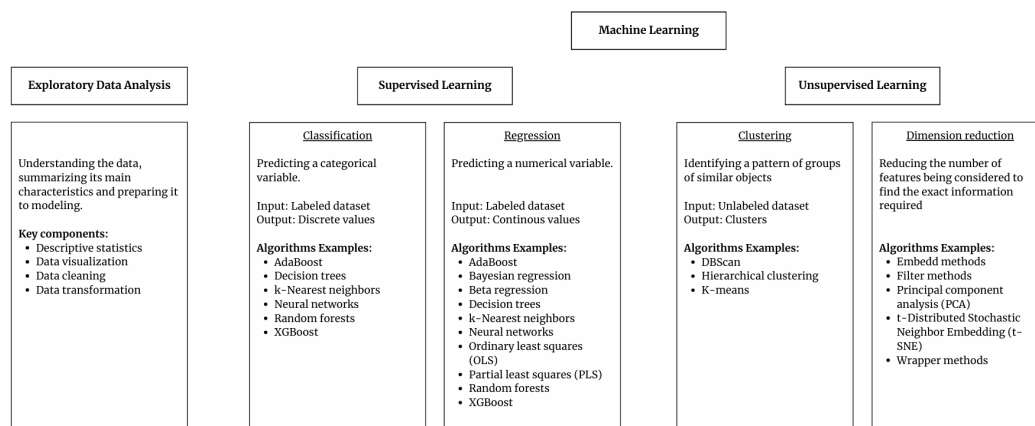 Machine Learning
Exploratory Data Analysis
Supervised Learning
Unsupervised Learning
Understanding the data,
summarizing its main
characteristics and preparing it
to modeling.
Key components:
Descriptive statistics
Data visualization
Data cleaning
Data transformation
Classification
Predicting a categorical
variable.
Input: Labeled dataset
Output: Discrete values
Algorithms Examples:
AdaBoost
Decision trees
k-Nearest neighbors
Neural networks
Random forests
XGBoost
Regression
Predicting a numerical variable.
Input: Labeled dataset
Output: Continous values
Algorithms Examples:
AdaBoost
Bayesian regression
Beta regression
Decision trees
k-Nearest neighbors
Neural networks
Ordinary least squares
(OLS)
Partial least squares (PLS)
Random forests
XGBoost
Clustering
Identifying a pattern of groups
of similar objects
Input: Unlabeled dataset
Output: Clusters
Algorithms Examples:
DBScan
Hierarchical clustering
K-means
Dimension reduction
Reducing the number of
features being considered to
find the exact information
required
Algorithms Examples:
Embedd methods
Filter methods
Principal component
analysis (PCA)
t-Distributed Stochastic
Neighbor Embedding (t-
SNE)
Wrapper methods